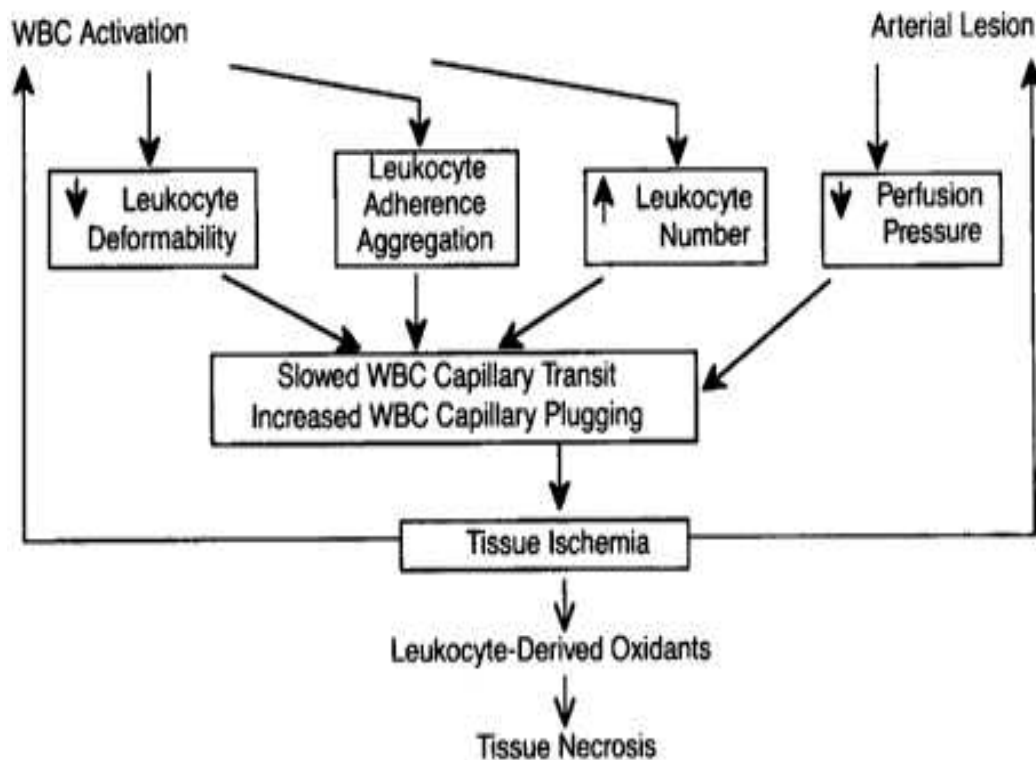 WBC Activation
Arterial Lesion
↓ Leukocyte
Deformability
Leukocyte
Adherence
Aggregation
↑ Leukocyte
Number
↓ Perfusion
Pressure
Slowed WBC Capillary Transit
Increased WBC Capillary Plugging
Tissue Ischemia
Leukocyte-Derived Oxidants
Tissue Necrosis